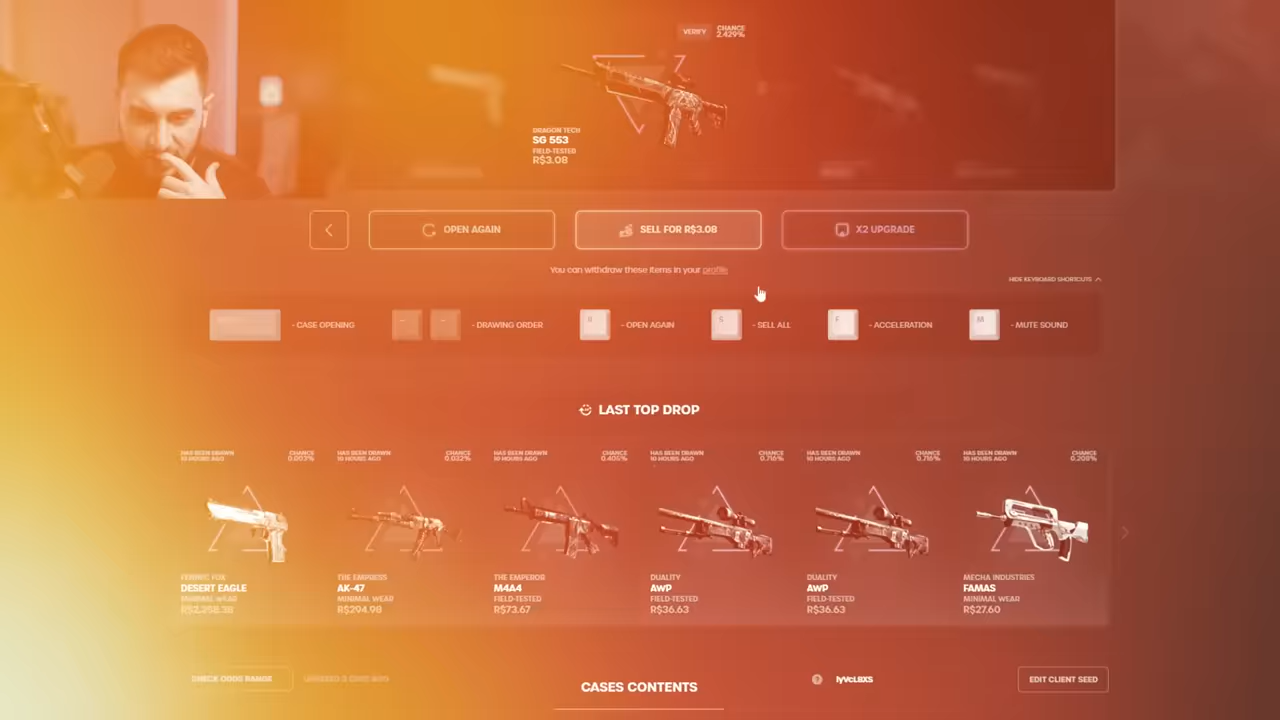 VERIFY
CHANCE
2.429%
DRAGON TECH
SG 553
FIELD-TESTED
R$3.08
OPEN AGAIN
SELL FOR R$3.08
X2 UPGRADE
You can withdraw these items in your profile
HIDE KEYBOARD SHORTCUTS
- CASE OPENING
- DRAWING ORDER
- OPEN AGAIN
S
- SELL ALL
F
- ACCELERATION
M
- MUTE SOUND
LAST TOP DROP
HAS BEEN DRAWN
10 HOURS AGO
CHANCE
0.003%
HAS BEEN DRAWN
10 HOURS AGO
CHANCE
0.032%
HAS BEEN DRAWN
10 HOURS AGO
CHANCE
0.405%
HAS BEEN DRAWN
10 HOURS AGO
CHANCE
0.716%
HAS BEEN DRAWN
10 HOURS AGO
CHANCE
0.716%
HAS BEEN DRAWN
10 HOURS AGO
CHANCE
0.208%
FENNEC FOX
DESERT EAGLE
MINIMAL WEAR
R$2,258.38
THE EMPRESS
AK-47
MINIMAL WEAR
R$294.98
THE EMPEROR
M4A4
FIELD-TESTED
R$73.67
DUALITY
AWP
FIELD-TESTED
R$36.63
DUALITY
AWP
FIELD-TESTED
R$36.63
MECHA INDUSTRIES
FAMAS
MINIMAL WEAR
R$27.60
CHECK ODDS RANGE
CASES CONTENTS
EDIT CLIENT SEED